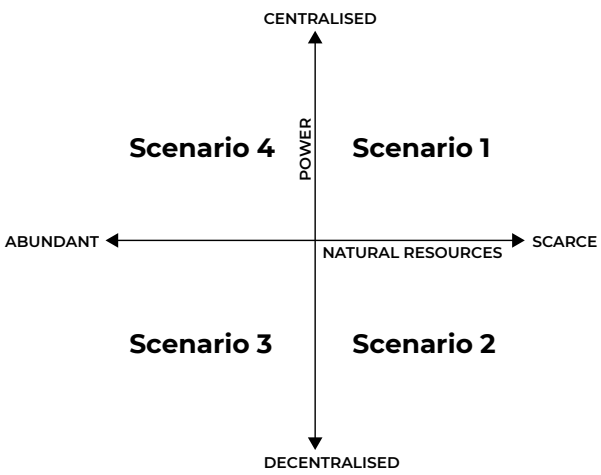 CENTRALISED
POWER
Scenario 4
Scenario 1
ABUNDANT
NATURAL RESOURCES
SCARCE
Scenario 3
Scenario 2
DECENTRALISED